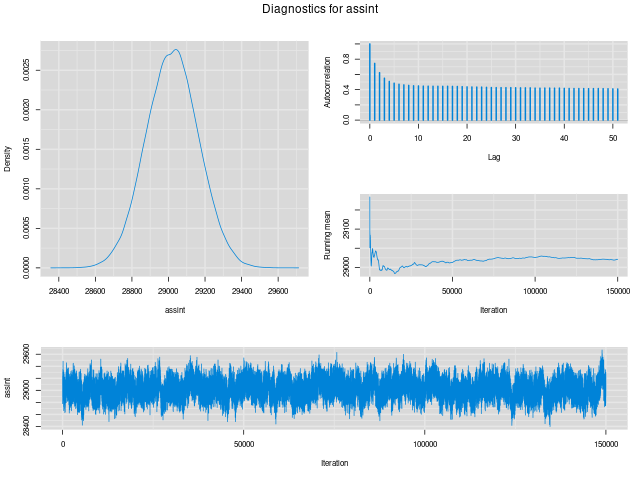 Diagnostics for assint
Density
0.0000 0.0005 0.0010 0.0015 0.0020 0.0025
28400 28600 28800 29000 29200 29400 29600
assint
Autocorrelation
0.0 0.4 0.8
0 10 20 30 40 50
Lag
Running mean
29000 29100
0 50000 100000 150000
Iteration
assint
28400 29000 29600
0 50000 100000 150000
Iteration